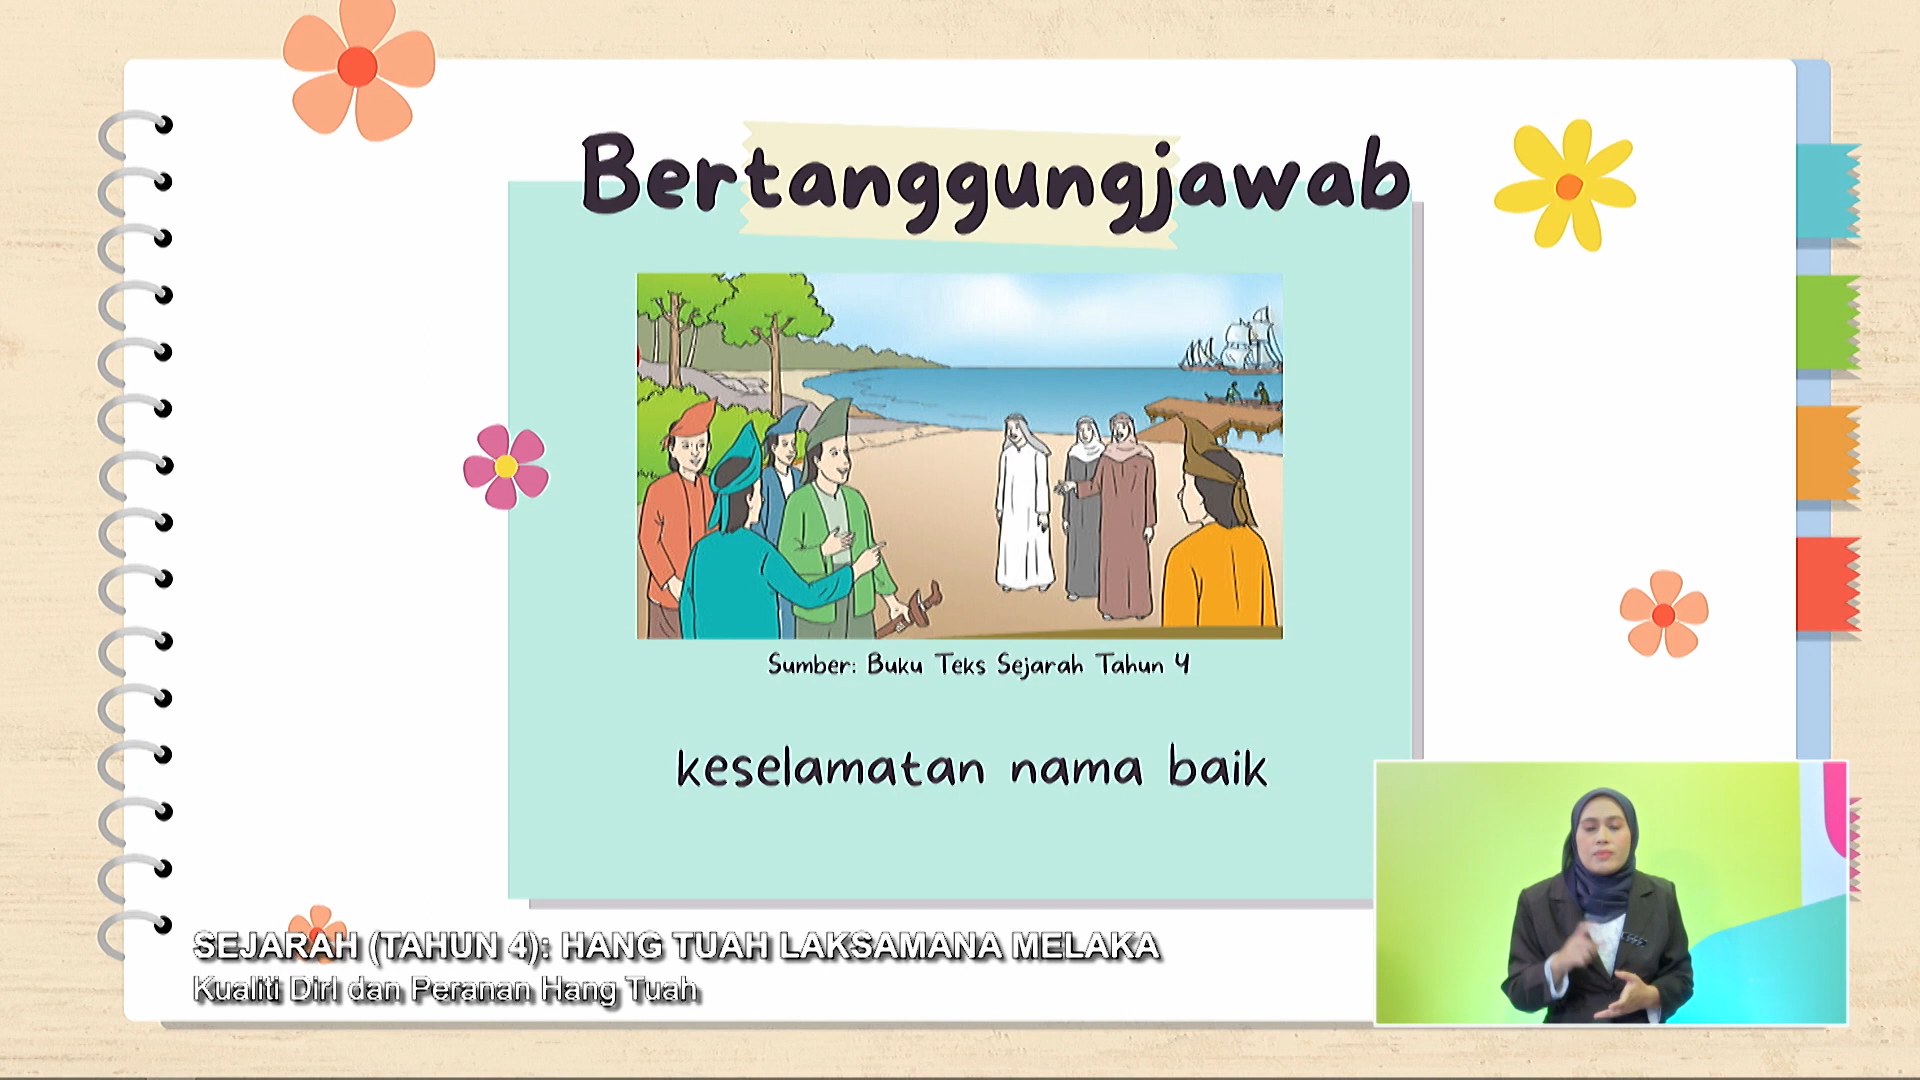 Bertanggungjawab
Sumber: Buku Teks Sejarah Tahun 4
keselamatan nama baik
SEJARAH (TAHUN 4): HANG TUAH LAKSAMANA MELAKA
Kualiti Diri dan Peranan Hang Tuah